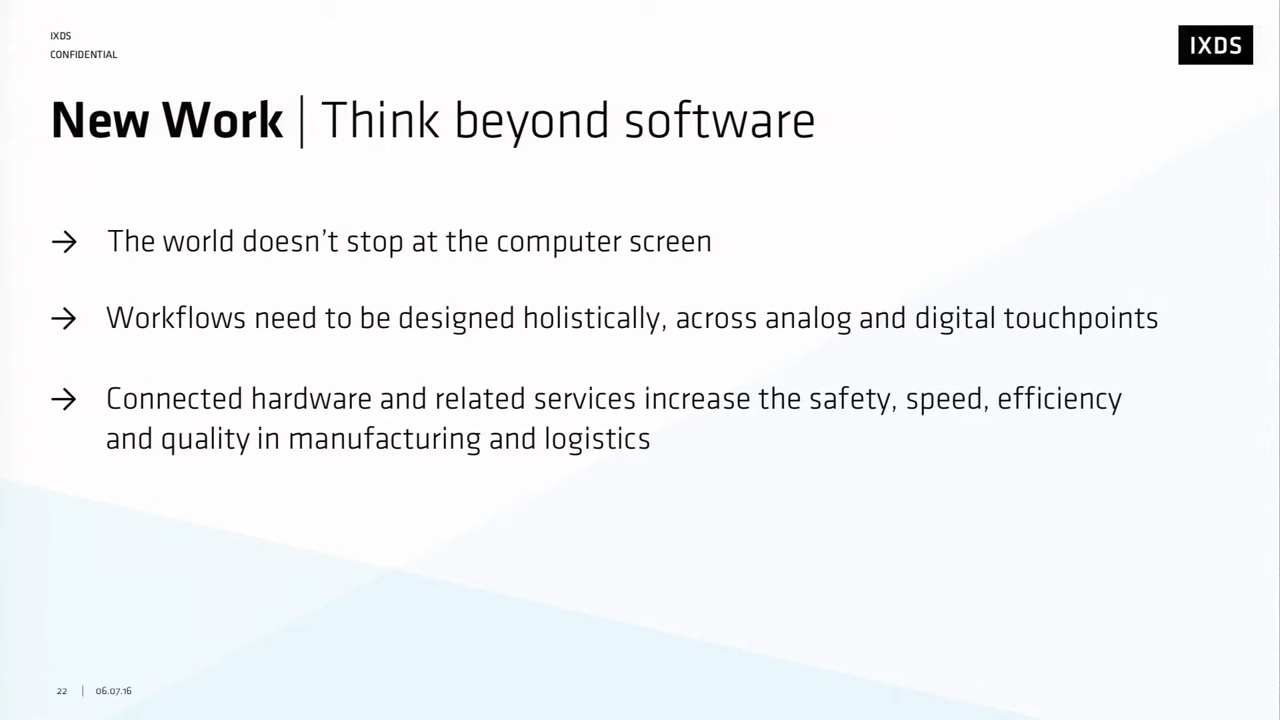 IXDS
CONFIDENTIAL
IXDS
New Work | Think beyond software
→ The world doesn’t stop at the computer screen
→ Workflows need to be designed holistically, across analog and digital touchpoints
→ Connected hardware and related services increase the safety, speed, efficiency
and quality in manufacturing and logistics
22 | 06.07.16